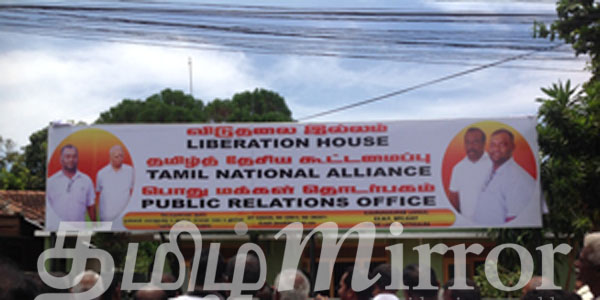 விடுதலை இல்லம்
LIBERATION HOUSE
தமிழ்த் தேசிய கூட்டமைப்பு
TAMIL NATIONAL ALLIANCE
பொது மக்கள் தொடர்பகம்
PUBLIC RELATIONS OFFICE
தமிழ்Mirror